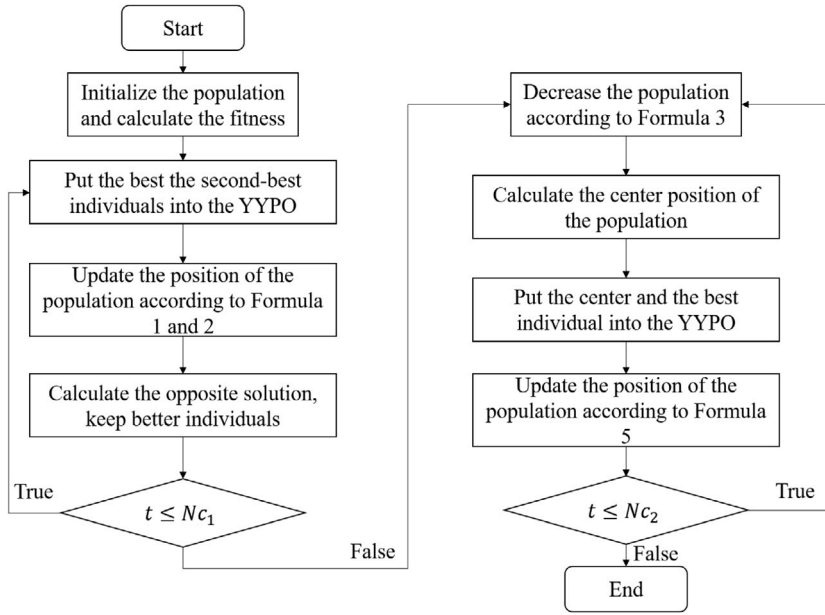 Start
Initialize the population
and calculate the fitness
Put the best the second-best
individuals into the YYPO
Update the position of the
population according to Formula
1 and 2
Calculate the opposite solution,
keep better individuals
True
t ≤ Nc₁
False
Decrease the population
according to Formula 3
Calculate the center position of
the population
Put the center and the best
individual into the YYPO
Update the position of the
population according to Formula
5
t ≤ Nc₂
True
False
End